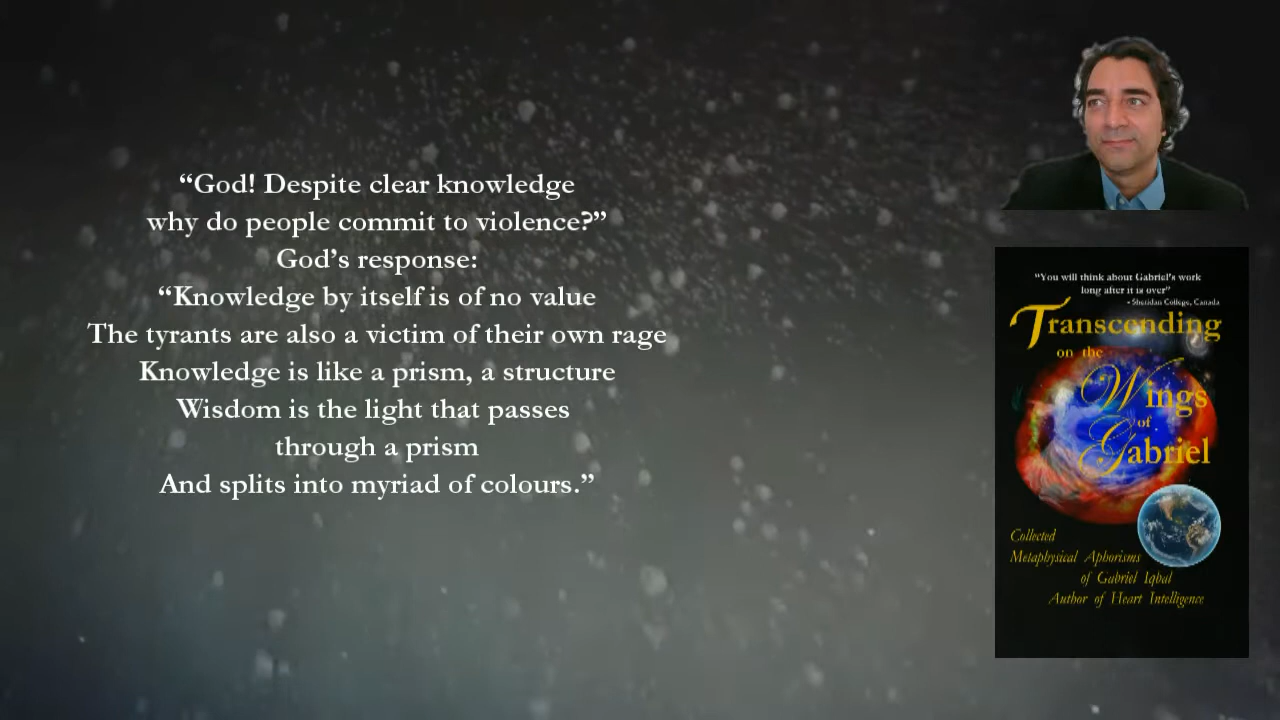 “God! Despite clear knowledge
why do people commit to violence?”
God’s response:
“Knowledge by itself is of no value
The tyrants are also a victim of their own rage
Knowledge is like a prism, a structure
Wisdom is the light that passes
through a prism
And splits into myriad of colours.”
“You will think about Gabriel’s work
long after it is over”
- Sheridan College, Canada
Transcending
on the
Wings
of
Gabriel
Collected
Metaphysical Aphorisms
of Gabriel Iqbal
Author of Heart Intelligence